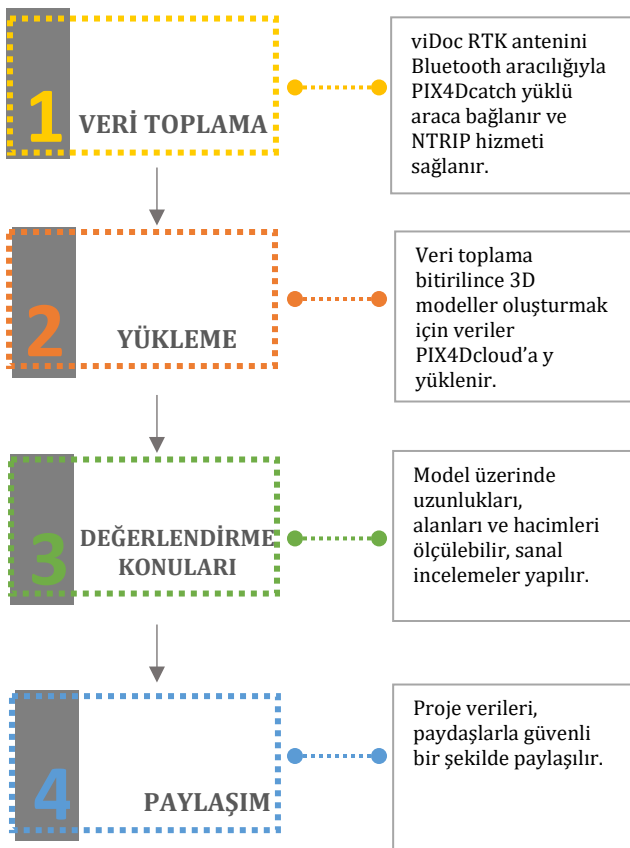 1
VERİ TOPLAMA
viDoc RTK antenini
Bluetooth aracılığıyla
PIX4Dcatch yüklü
araca bağlanır ve
NTRIP hizmeti
sağlanır.
2
YÜKLEME
Veri toplama
bitirilince 3D
modeller oluşturmak
için veriler
PIX4Dcloud’a y
yüklenir.
3
DEĞERLENDİRME
KONULARI
Model üzerinde
uzunlukları,
alanları ve hacimleri
ölçülebilir, sanal
incelemeler yapılır.
4
PAYLAŞIM
Proje verileri,
paydaşlarla güvenli
bir şekilde paylaşılır.